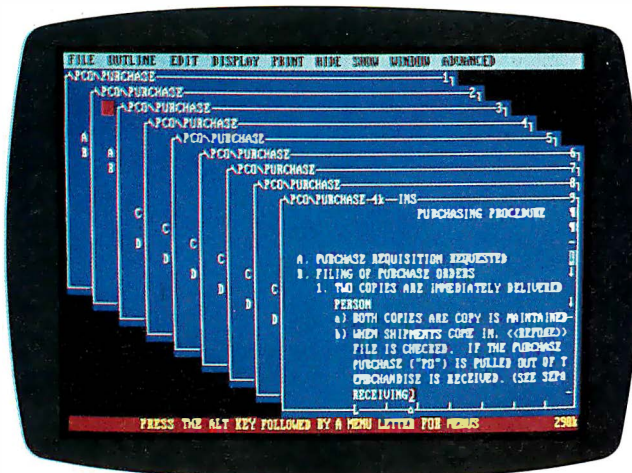 FILE OUTLINE EDIT DISPLAY PRINT HIDE SHOW WINDOW ADVANCED
PCO\PURCHASE 1
PCO\PURCHASE 2
PCO\PURCHASE 3
PCO\PURCHASE 4
PCO\PURCHASE 5
PCO\PURCHASE 6
PCO\PURCHASE 7
PCO\PURCHASE 8
PCO\PURCHASE-4k—INS 9
PURCHASING PROCEDURE ¶
A. PURCHASE REQUISITION REQUESTED
B. FILING OF PURCHASE ORDERS
1. TWO COPIES ARE IMMEDIATELY DELIVERED
PERSON
a) BOTH COPIES ARE COPY IS MAINTAINED
b) WHEN SHIPMENTS COME IN, <<BEFORE>>
FILE IS CHECKED. IF THE PURCHASE
PURCHASE ("PO") IS PULLED OUT OF T
RECEIVED. (SEE
RECEIVING)
A
B
A
B
C
D
C
D
C
D
C
D
C
D
C
D
PRESS THE ALT KEY FOLLOWED BY A MENU LETTER FOR MENUS 298k